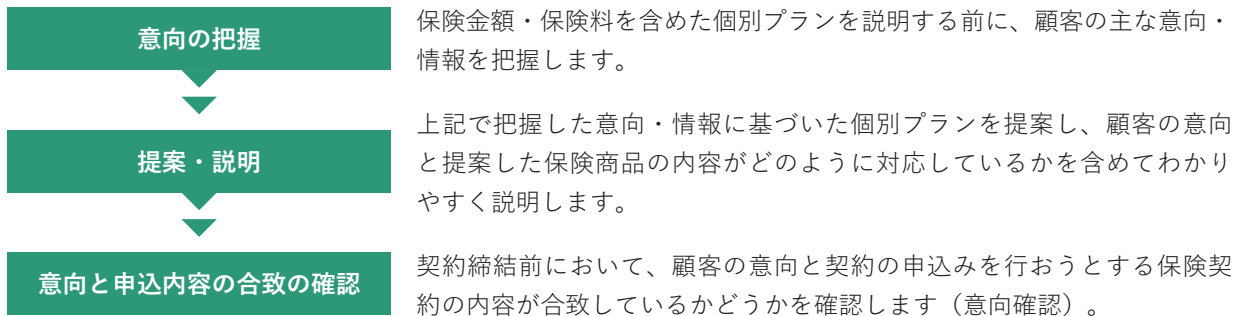 意向の把握
保険金額・保険料を含めた個別プランを説明する前に、顧客の主な意向・
情報を把握します。
提案・説明
上記で把握した意向・情報に基づいた個別プランを提案し、顧客の意向
と提案した保険商品の内容がどのように対応しているかを含めてわかり
やすく説明します。
意向と申込内容の合致の確認
契約締結前において、顧客の意向と契約の申込みを行おうとする保険契
約の内容が合致しているかどうかを確認します（意向確認）。